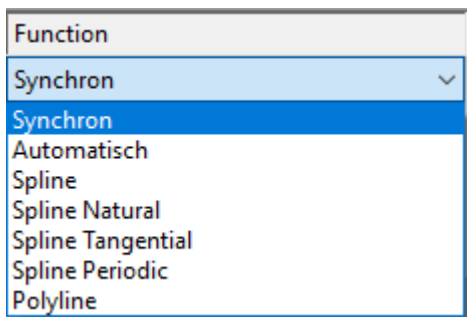 Function
Synchron
Synchron
Automatisch
Spline
Spline Natural
Spline Tangential
Spline Periodic
Polyline